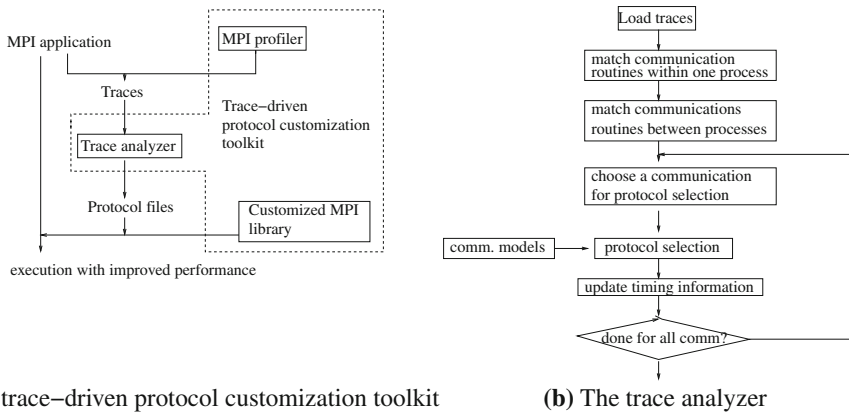 MPI application
MPI profiler
Traces
Trace−driven
protocol customization
toolkit
Trace analyzer
Protocol files
Customized MPI
library
execution with improved performance
trace−driven protocol customization toolkit
Load traces
match communication
routines within one process
match communications
routines between processes
choose a communication
for protocol selection
comm. models
protocol selection
update timing information
done for all comm?
(b) The trace analyzer